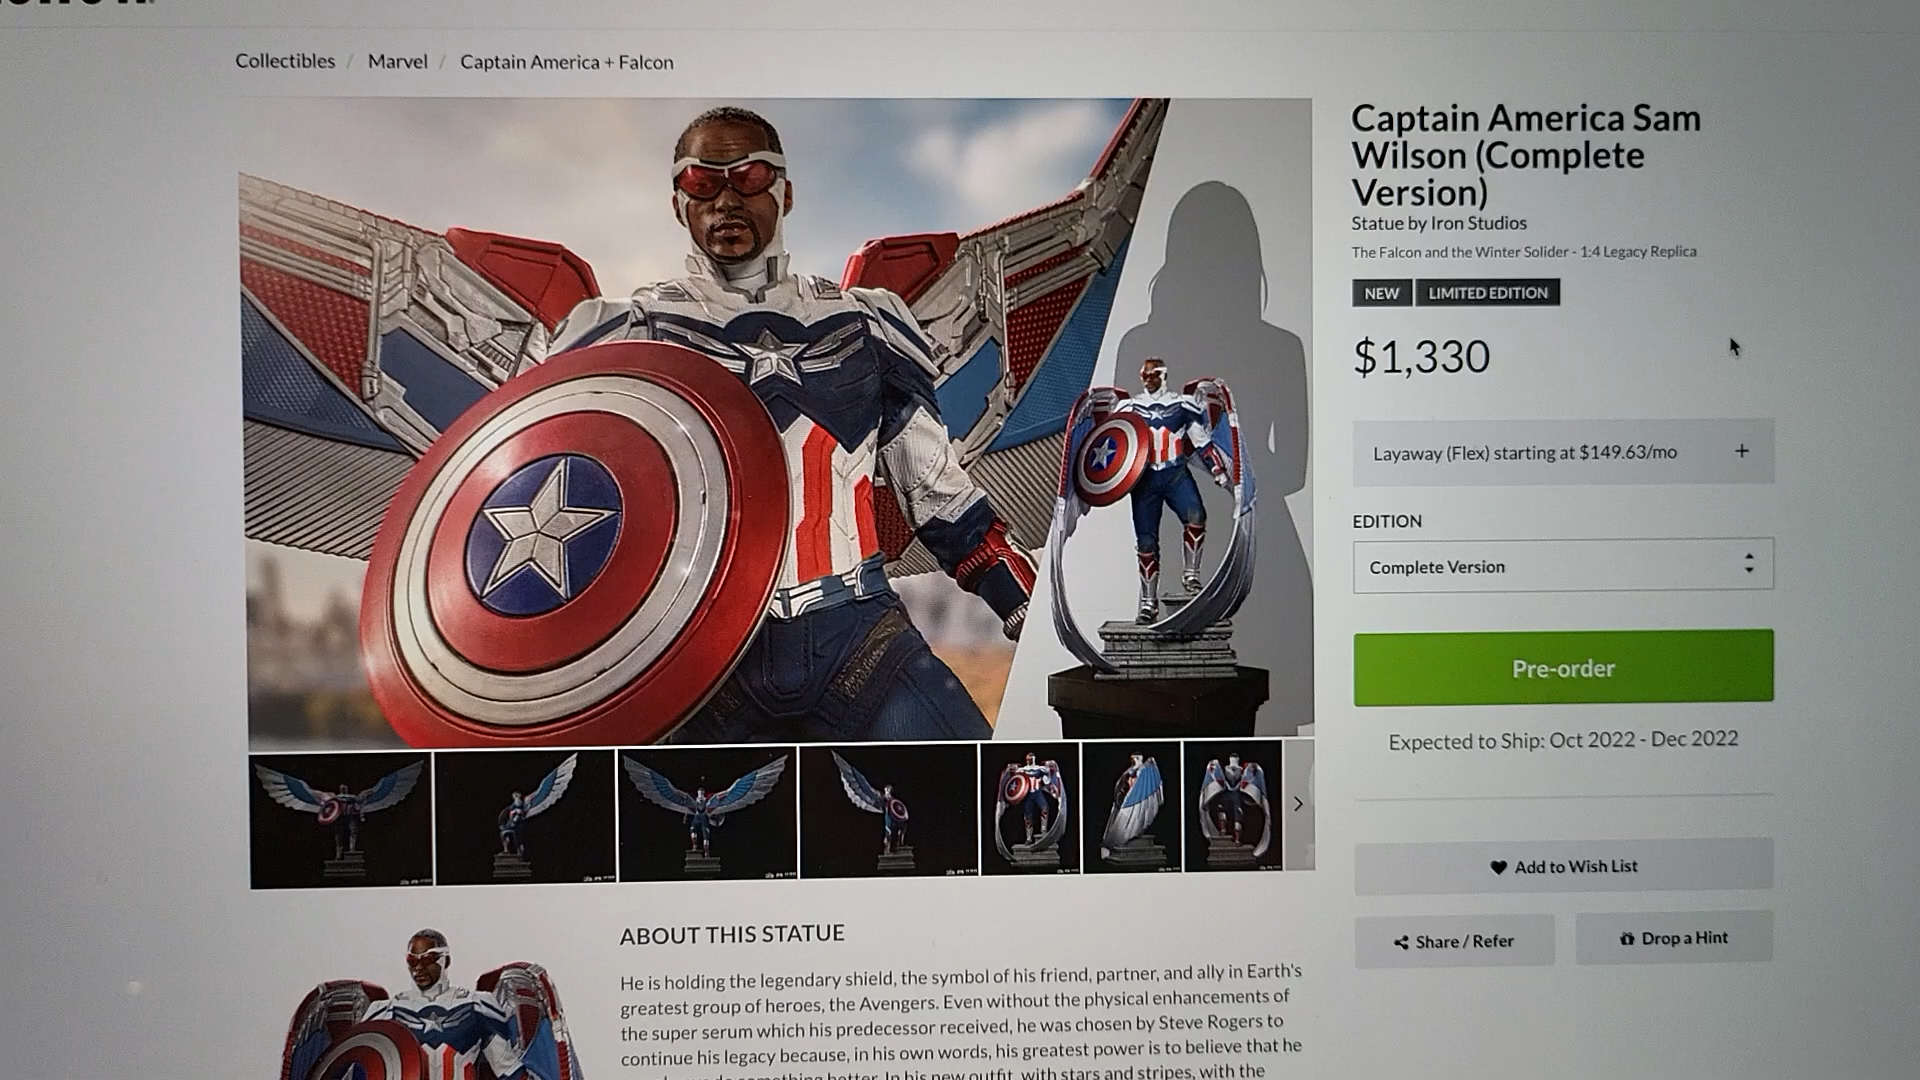 Collectibles / Marvel / Captain America + Falcon
Captain America Sam
Wilson (Complete
Version)
Statue by Iron Studios
The Falcon and the Winter Solider - 1:4 Legacy Replica
NEW LIMITED EDITION
$1,330
Layaway (Flex) starting at $149.63/mo +
EDITION
Complete Version
Pre-order
Expected to Ship: Oct 2022 - Dec 2022
Add to Wish List
Share / Refer
Drop a Hint
ABOUT THIS STATUE
He is holding the legendary shield, the symbol of his friend, partner, and ally in Earth's
greatest group of heroes, the Avengers. Even without the physical enhancements of
the super serum which his predecessor received, he was chosen by Steve Rogers to
continue his legacy because, in his own words, his greatest power is to believe that he
something better. In his new outfit, with stars and stripes, with the